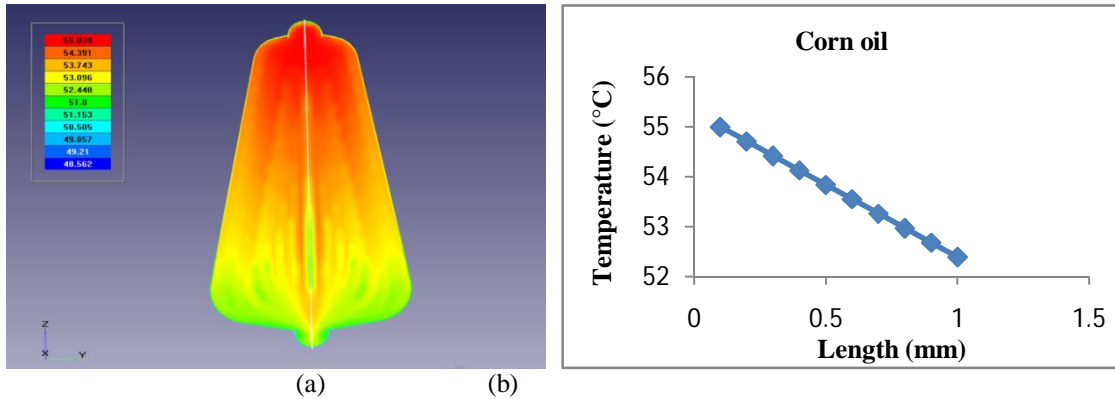 55.039
54.391
53.743
53.096
52.448
51.8
51.153
50.505
49.857
49.21
48.562
Z
X Y
(a) (b)
Corn oil
Temperature (°C)
56
55
54
53
52
0 0.5 1 1.5
Length (mm)